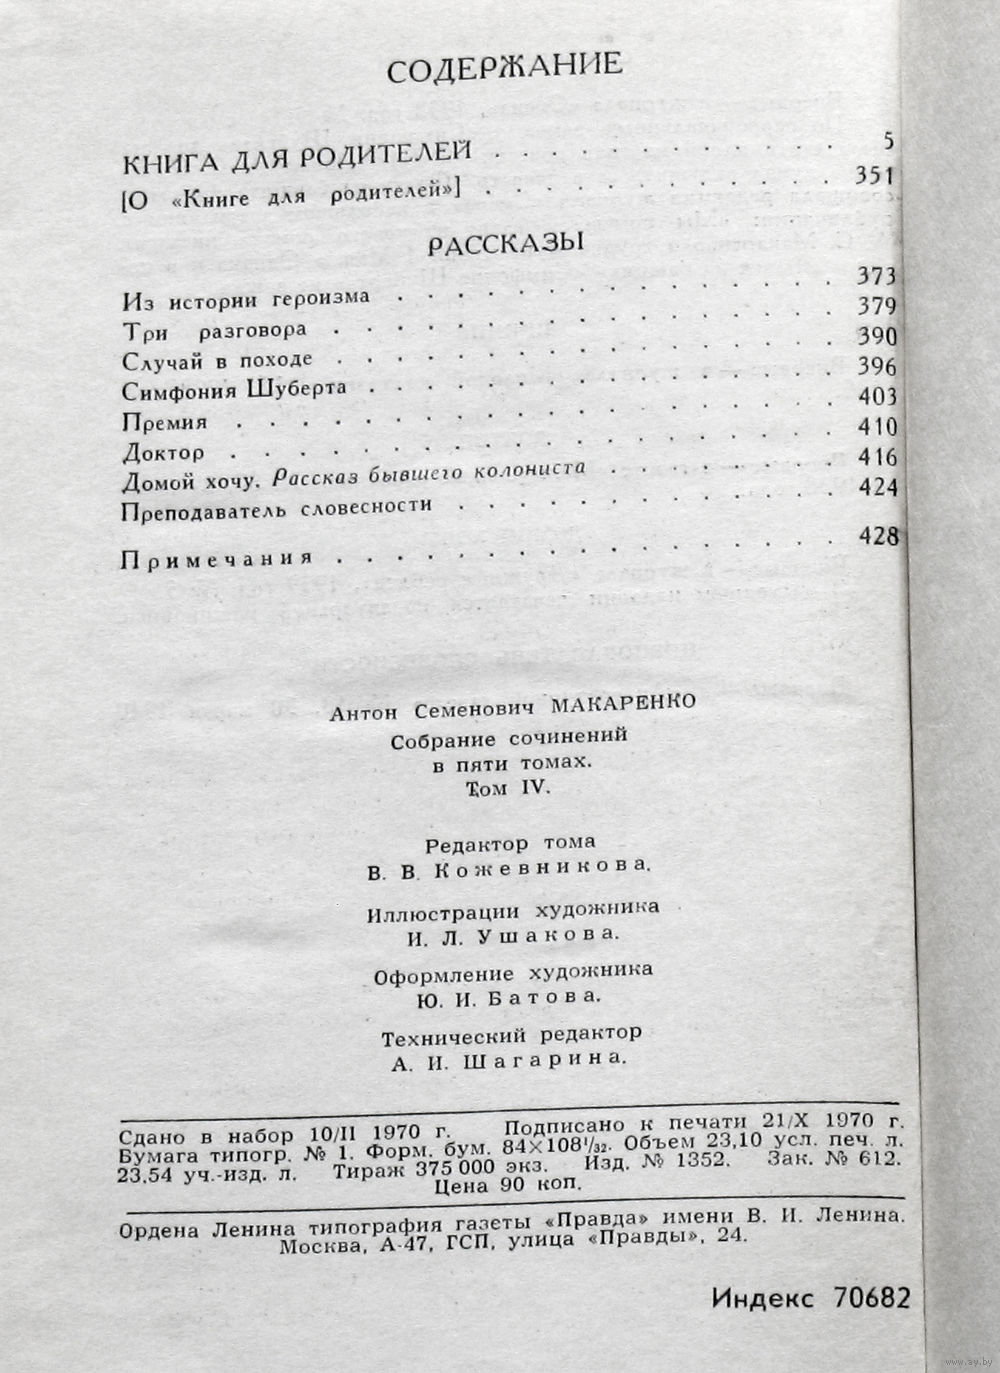 СОДЕРЖАНИЕ
КНИГА ДЛЯ РОДИТЕЛЕЙ . . . . . . . . . . . . 5
[О «Книге для родителей»] . . . . . . . . . . . . 351
РАССКАЗЫ
Из истории героизма . . . . . . . . . . . . . . 373
Три разговора . . . . . . . . . . . . . . . . 379
Случай в походе . . . . . . . . . . . . . . . . 390
Симфония Шуберта . . . . . . . . . . . . . . . 396
Премия . . . . . . . . . . . . . . . . . . . 403
Доктор . . . . . . . . . . . . . . . . . . . 410
Домой хочу. Рассказ бывшего колониста . . . . . . . 416
Преподаватель словесности . . . . . . . . . . . . 424
Примечания . . . . . . . . . . . . . . . . 428
Антон Семенович МАКАРЕНКО
Собрание сочинений
в пяти томах.
Том IV.
Редактор тома
В. В. Кожевникова.
Иллюстрации художника
И. Л. Ушакова.
Оформление художника
Ю. И. Батова.
Технический редактор
А. И. Шагарина.
Сдано в набор 10/II 1970 г. Подписано к печати 21/X 1970 г.
Бумага типогр. № 1. Форм. бум. 84×108¹/₃₂. Объем 23,10 усл. печ. л.
23,54 уч.-изд. л. Тираж 375 000 экз. Изд. № 1352. Зак. № 612.
Цена 90 коп.
Ордена Ленина типография газеты «Правда» имени В. И. Ленина.
Москва, А-47, ГСП, улица «Правды», 24.
Индекс 70682
www.ay.by